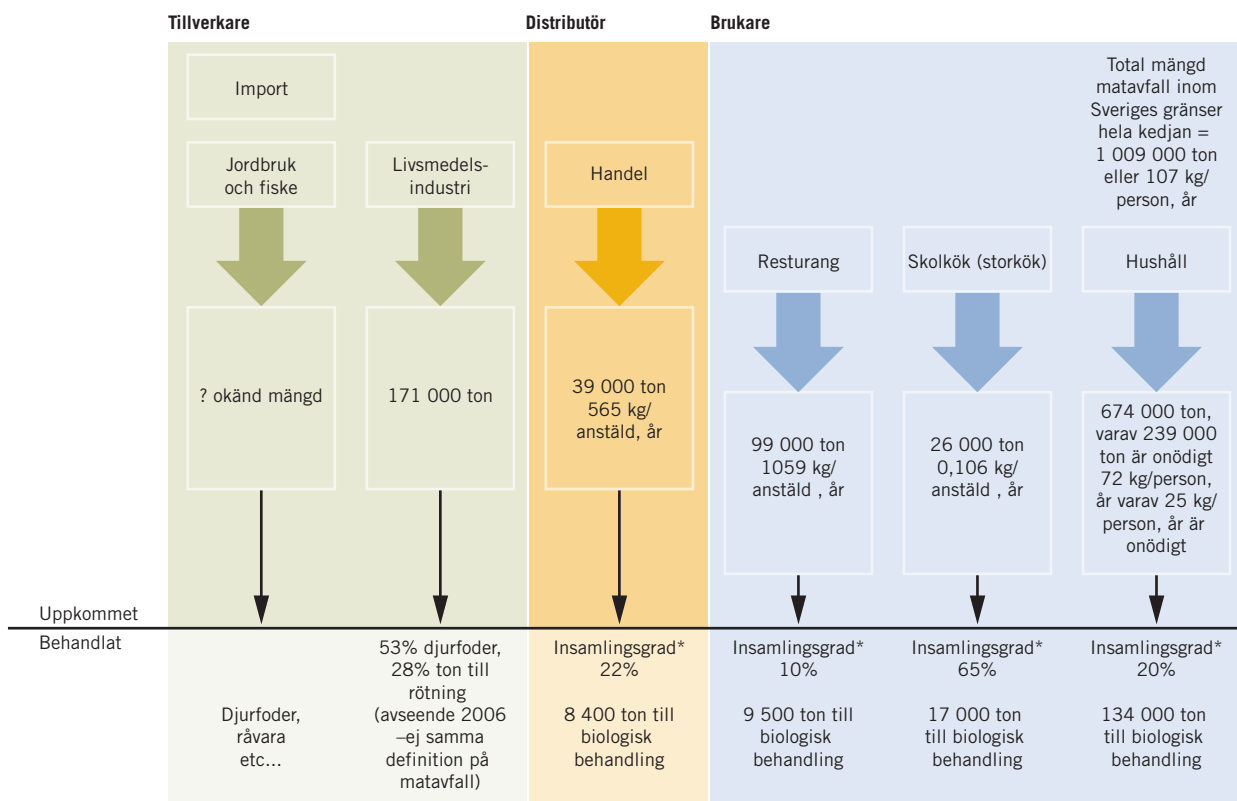 Tillverkare
Distributör
Brukare
Import
Jordbruk
och fiske
Livsmedels-
industri
Handel
Total mängd
matavfall inom
Sveriges gränser
hela kedjan =
1 009 000 ton
eller 107 kg/
person, år
Resturang
Skolkök (storkök)
Hushåll
? okänd mängd
171 000 ton
39 000 ton
565 kg/
anstäld, år
99 000 ton
1059 kg/
anstäld , år
26 000 ton
0,106 kg/
anstäld , år
674 000 ton,
varav 239 000
ton är onödigt
72 kg/person,
år varav 25 kg/
person, år är
onödigt
Uppkommet
Behandlat
Djurfoder,
råvara
etc...
53% djurfoder,
28% ton till
rötning
(avseende 2006
–ej samma
definition på
matavfall)
Insamlingsgrad*
22%
8 400 ton till
biologisk
behandling
Insamlingsgrad*
10%
9 500 ton till
biologisk
behandling
Insamlingsgrad*
65%
17 000 ton
till biologisk
behandling
Insamlingsgrad*
20%
134 000 ton
till biologisk
behandling